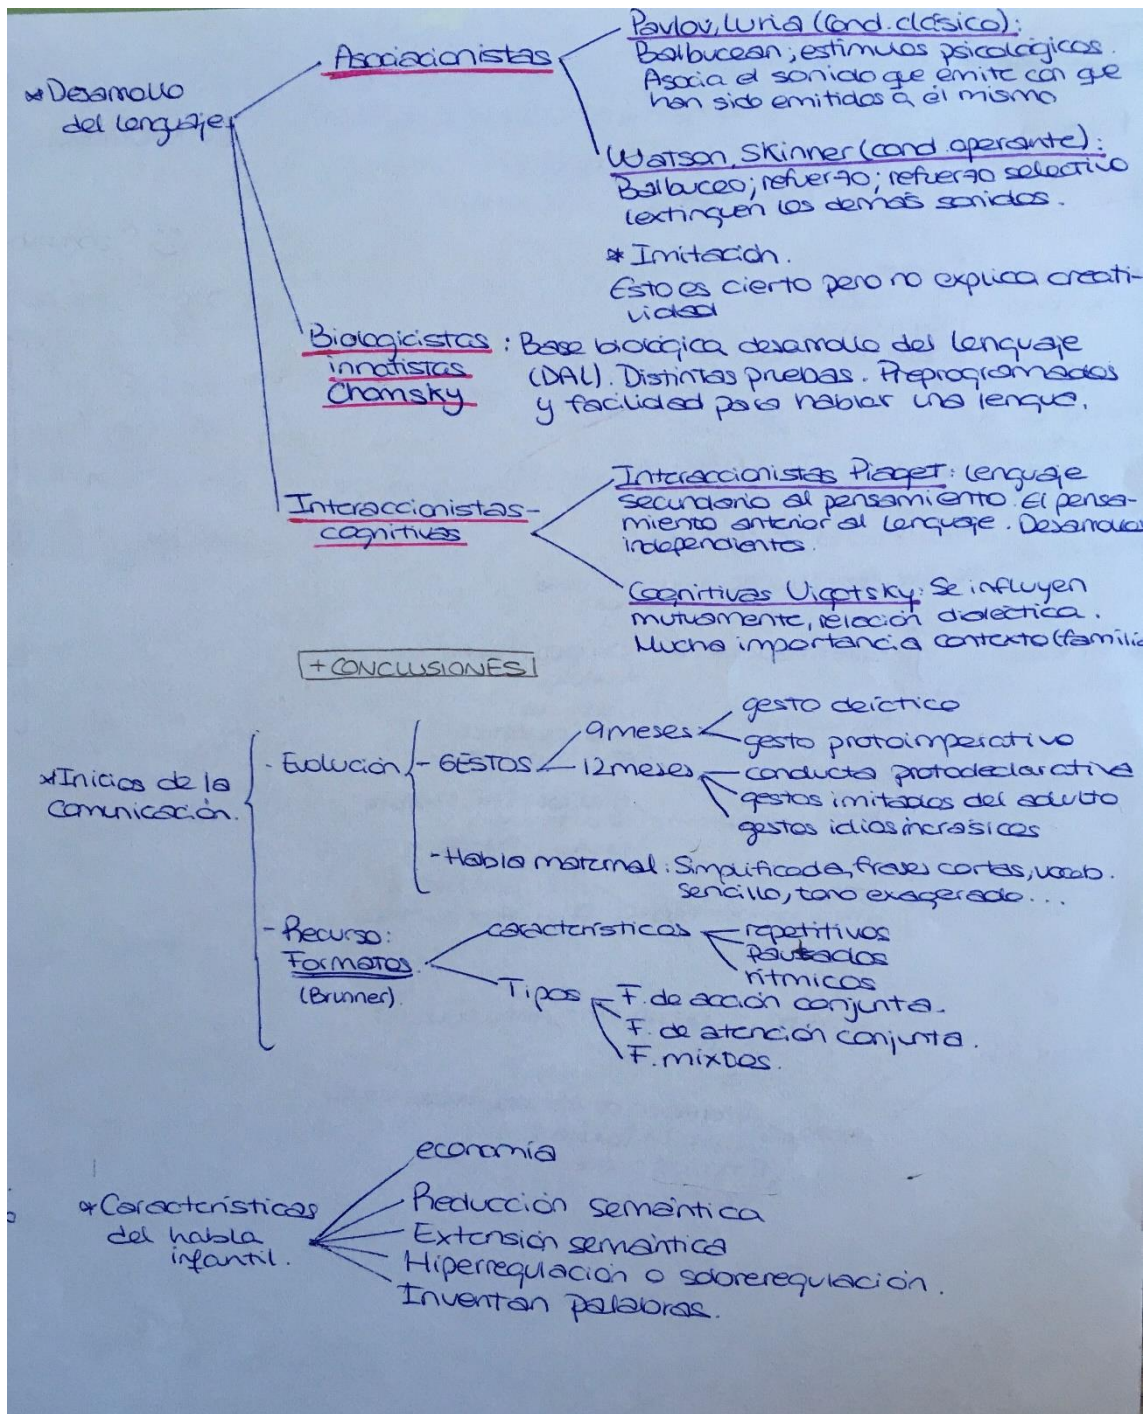 *Desarrollo
del lenguaje
Asociacionistas
Pavlov, Luria (Cond. clásico):
Balbucean; estímulos psicológicos.
Asocia el sonido que emite con que
han sido emitidos a él mismo
Watson, Skinner (cond. operante):
Balbuceo; refuerzo; refuerzo selectivo
(extinguen los demás sonidos.
* Imitación.
Esto es cierto pero no explica creati-
vidad
Biologicistas
innatistas
Chomsky
: Base biológica desarrollo del lenguaje
(DAL). Distintas pruebas. Preprogramados
y facilidad para hablar una lengua.
Interaccionistas-
cognitivas
Interaccionistas Piaget: lenguaje
secundario al pensamiento. El pensa-
miento anterior al lenguaje. Desarrollos
independientes.
Cognitivas Vigotsky: Se influyen
mutuamente, relación dialéctica.
Mucha importancia contexto (familia
+ CONCLUSIONES
*Inicios de la
comunicación.
- Evolución
- GESTOS
9 meses
gesto deíctico
gesto protoimperativo
12 meses
conducta protodeclarativa
gestos imitados del adulto
gestos idiosincrásicos
- Habla maternal: Simplificada, frases cortas, vocab.
sencillo, tono exagerado...
- Recurso:
Formatos
(Brunner).
características
repetitivos
pautados
rítmicos
Tipos
F. de acción conjunta.
F. de atención conjunta.
F. mixtos.
*Características
del habla
infantil.
economía
Reducción semántica
Extensión semántica
Hiperregulación o sobreregulación.
Inventan palabras.